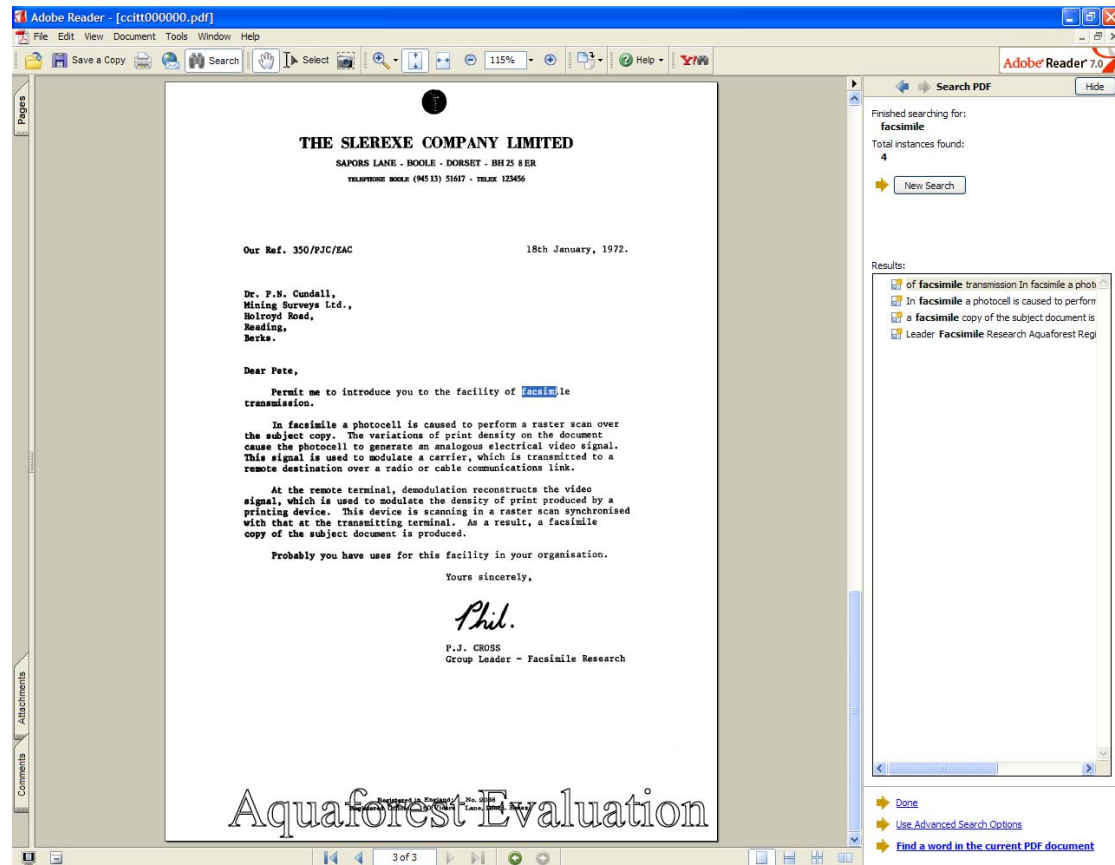 Adobe Reader - [ccitt000000.pdf]
File Edit View Document Tools Window Help
Save a Copy Search Select 115% Help Y!
Adobe Reader 7.0
Pages
Attachments
Comments
THE SLEREXE COMPANY LIMITED
SAPORS LANE - BOOLE - DORSET - BH 25 8 ER
TELEPHONE BOOLE (945 13) 51617 - TELEX 123456
Our Ref. 350/PJC/EAC 18th January, 1972.
Dr. P.N. Cundall,
Mining Surveys Ltd.,
Holroyd Road,
Reading,
Berks.
Dear Pete,
Permit me to introduce you to the facility of facsimile
transmission.
In facsimile a photocell is caused to perform a raster scan over
the subject copy. The variations of print density on the document
cause the photocell to generate an analogous electrical video signal.
This signal is used to modulate a carrier, which is transmitted to a
remote destination over a radio or cable communications link.
At the remote terminal, demodulation reconstructs the video
signal, which is used to modulate the density of print produced by a
printing device. This device is scanning in a raster scan synchronised
with that at the transmitting terminal. As a result, a facsimile
copy of the subject document is produced.
Probably you have uses for this facility in your organisation.
Yours sincerely,
Phil.
P.J. CROSS
Group Leader - Facsimile Research
Registered in England: No. 2038
Aquaforest Evaluation
3 of 3
Search PDF Hide
Finished searching for:
facsimile
Total instances found:
4
New Search
Results:
of facsimile transmission In facsimile a phot
In facsimile a photocell is caused to perform
a facsimile copy of the subject document is
Leader Facsimile Research Aquaforest Regi
Done
Use Advanced Search Options
Find a word in the current PDF document